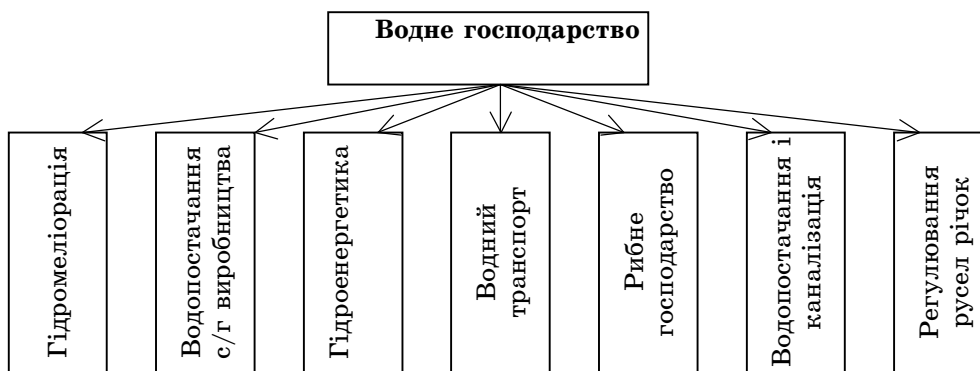 Водне господарство
Гідромеліорація
Водопостачання
с/г виробництва
Гідроенергетика
Водний
транспорт
Рибне
господарство
Водопостачання і
каналізація
Регулювання
русел річок